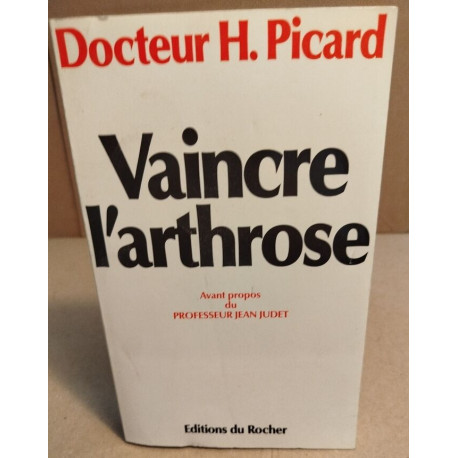 Docteur H. Picard
Vaincre
l'arthrose
Avant propos
du
PROFESSEUR JEAN JUDET
Editions du Rocher